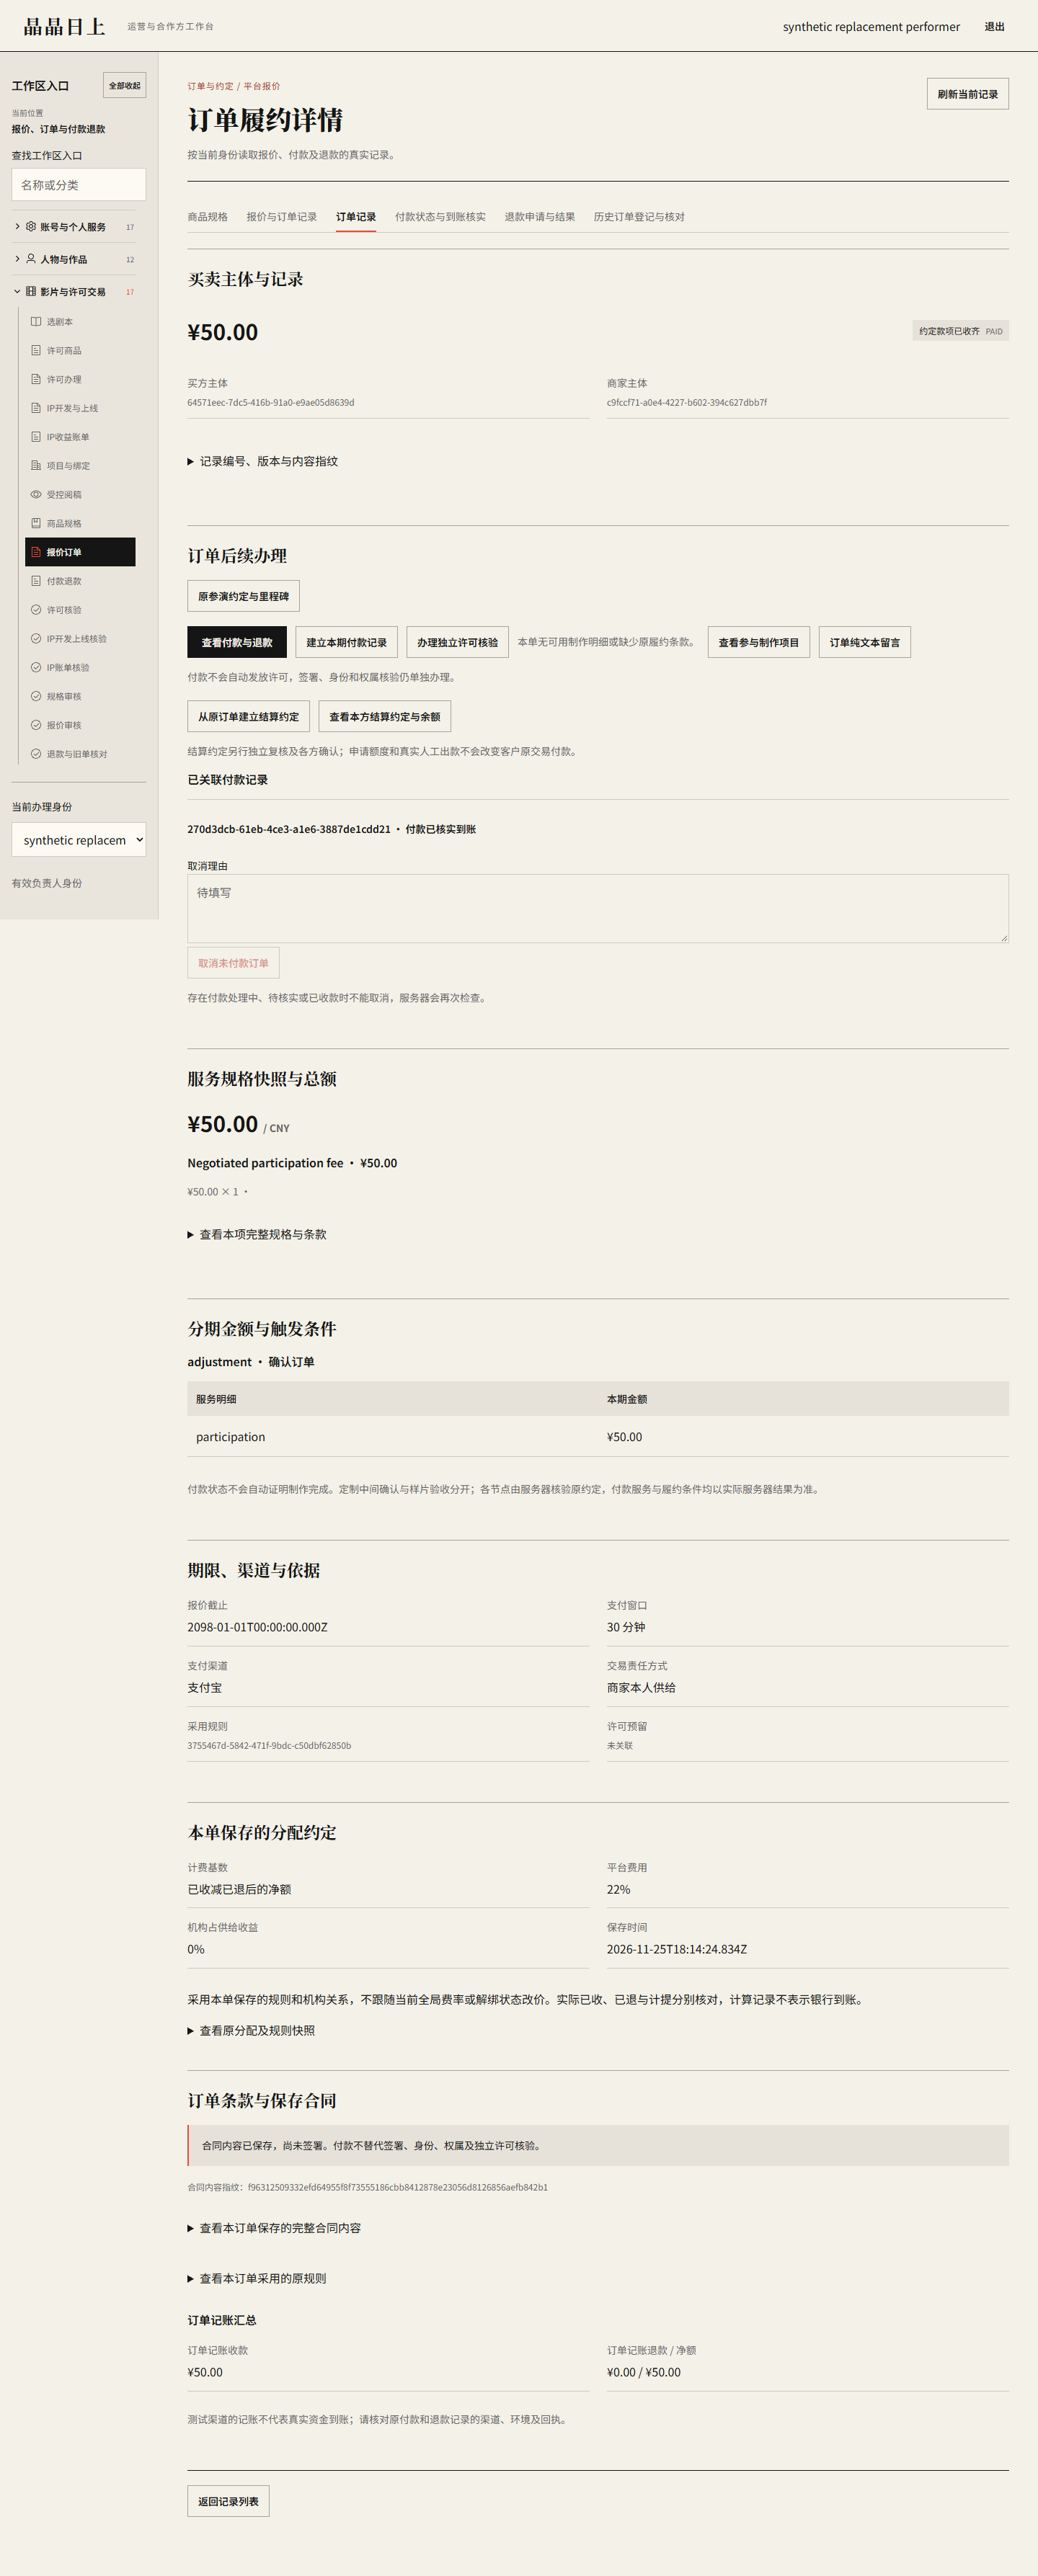 晶晶日上
运营与合作方工作台
synthetic replacement performer
退出
工作区入口
全部收起
当前位置
报价、订单与付款退款
查找工作区入口
名称或分类
账号与个人服务 17
人物与作品 12
影片与许可交易 17
选剧本
许可商品
许可办理
IP开发与上线
IP收益账单
项目与绑定
受控阅稿
商品规格
报价订单
付款退款
许可核验
IP开发上线核验
IP账单核验
规格审核
报价审核
退款与旧单核对
当前办理身份
synthetic replacem
有效负责人身份
订单与约定 / 平台报价
订单履约详情
按当前身份读取报价、付款及退款的真实记录。
刷新当前记录
商品规格 报价与订单记录 订单记录 付款状态与到账核实 退款申请与结果 历史订单登记与核对
买卖主体与记录
¥50.00
约定款项已收齐 PAID
买方主体
64571eec-7dc5-416b-91a0-e9ae05d8639d
商家主体
c9fccf71-a0e4-4227-b602-394c627dbb7f
记录编号、版本与内容指纹
订单后续办理
原参演约定与里程碑
查看付款与退款 建立本期付款记录 办理独立许可核验 本单无可用制作明细或缺少原履约条款。 查看参与制作项目 订单纯文本留言
付款不会自动发放许可，签署、身份和权属核验仍单独办理。
从原订单建立结算约定 查看本方结算约定与余额
结算约定另行独立复核及各方确认；申请额度和真实人工出款不会改变客户原交易付款。
已关联付款记录
270d3dcb-61eb-4ce3-a1e6-3887de1cdd21 · 付款已核实到账
取消理由
待填写
取消未付款订单
存在付款处理中、待核实或已收款时不能取消，服务器会再次检查。
服务规格快照与总额
¥50.00 / CNY
Negotiated participation fee · ¥50.00
¥50.00 × 1 ·
查看本项完整规格与条款
分期金额与触发条件
adjustment · 确认订单
服务明细 本期金额
participation ¥50.00
付款状态不会自动证明制作完成。定制中间确认与样片验收分开；各节点由服务器核验原约定，付款服务与履约条件均以实际服务器结果为准。
期限、渠道与依据
报价截止
2098-01-01T00:00:00.000Z
支付窗口
30 分钟
支付渠道
支付宝
交易责任方式
商家本人供给
采用规则
3755467d-5842-471f-9bdc-c50dbf62850b
许可预留
未关联
本单保存的分配约定
计费基数
已收减已退后的净额
平台费用
22%
机构占供给收益
0%
保存时间
2026-11-25T18:14:24.834Z
采用本单保存的规则和机构关系，不跟随当前全局费率或解绑状态改价。实际已收、已退与计提分别核对，计算记录不表示银行到账。
查看原分配及规则快照
订单条款与保存合同
合同内容已保存，尚未签署。付款不替代签署、身份、权属及独立许可核验。
合同内容指纹：f96312509332efd64955f8f73555186cbb8412878e23056d8126856aefb842b1
查看本订单保存的完整合同内容
查看本订单采用的原规则
订单记账汇总
订单记账收款
¥50.00
订单记账退款 / 净额
¥0.00 / ¥50.00
测试渠道的记账不代表真实资金到账；请核对原付款和退款记录的渠道、环境及回执。
返回记录列表